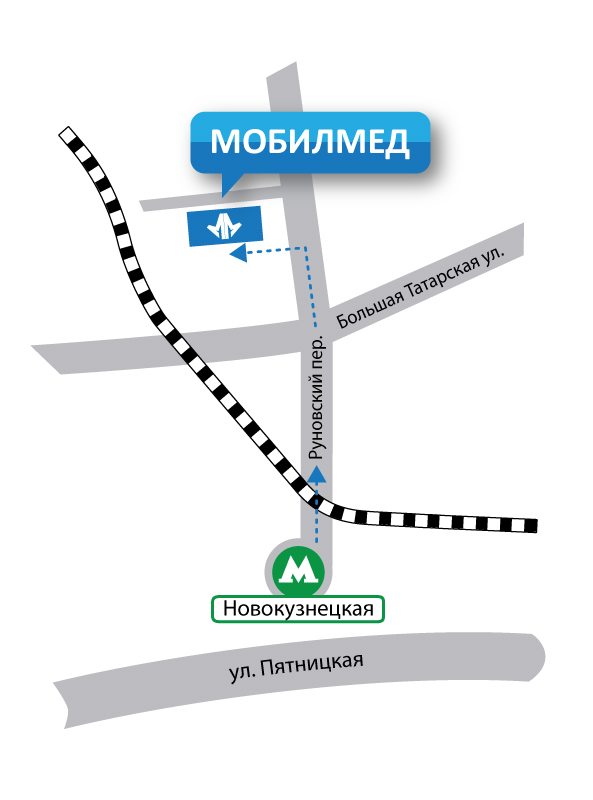 МОБИЛМЕД
Большая Татарская ул.
Руновский пер.
М
Новокузнецкая
ул. Пятницкая